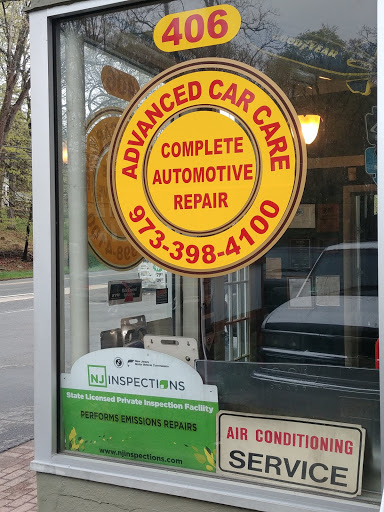 406
ADVANCED CAR CARE
COMPLETE
AUTOMOTIVE
REPAIR
973-398-4100
NJ INSPECTIONS
State Licensed Private Inspection Facility
PERFORMS EMISSIONS REPAIRS
www.njinspections.com
AIR CONDITIONING
SERVICE